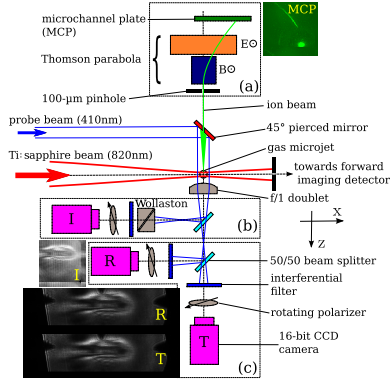 microchannel plate
(MCP)
MCP
E⊙
Thomson parabola
B⊙
(a)
100-μm pinhole
ion beam
probe beam (410nm)
45° pierced mirror
gas microjet
Ti:sapphire beam (820nm)
towards forward
imaging detector
f/1 doublet
Wollaston
I
(b)
X
Z
R
50/50 beam splitter
I
interferential
filter
R
rotating polarizer
T
T
16-bit CCD
camera
(c)